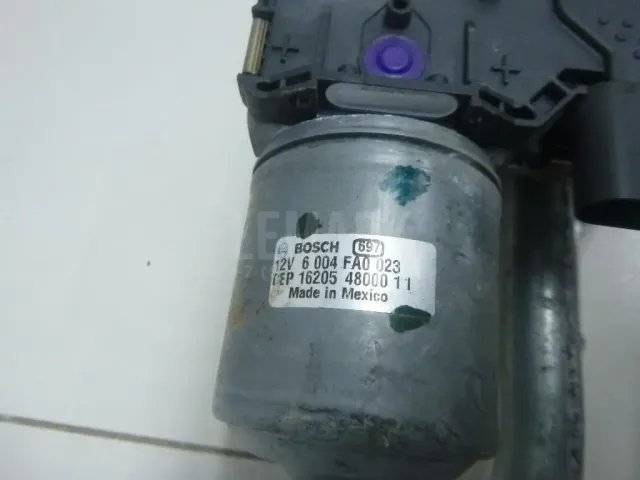 BOSCH 697
12V 6 004 FA0 023
CEP 16205 48000 11
Made in Mexico